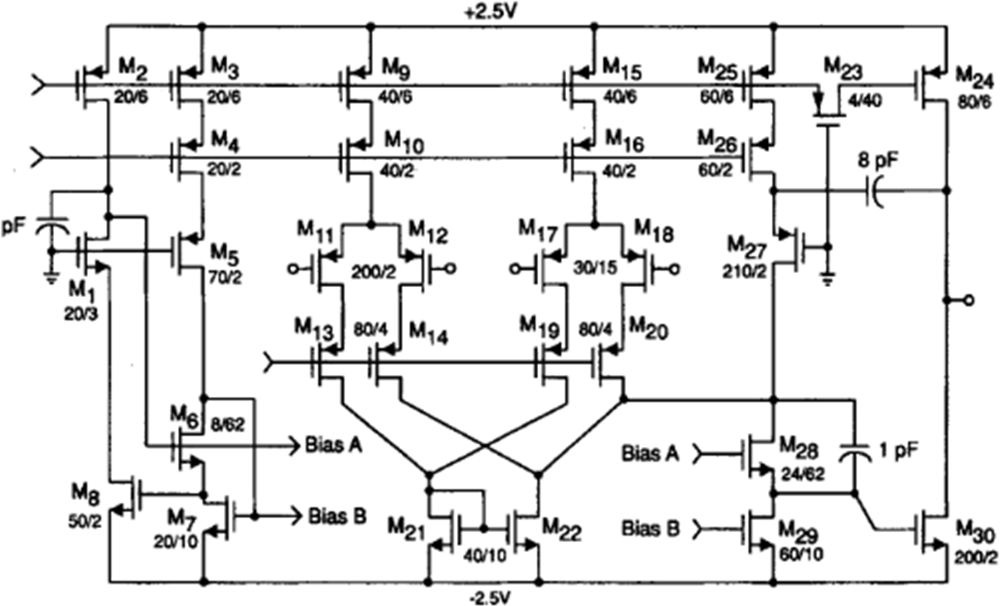 +2.5V
M2 M3 M9 M15 M25 M23 M24
20/6 20/6 40/6 40/6 60/6 4/40 80/6
M4 M10 M16 M26
20/2 40/2 40/2 60/2 8 pF
pF M11 M12 M17 M18
M5 200/2 30/15 M27
70/2 210/2
M1
20/3
M13 80/4 M14 M19 80/4 M20
M6 8/62
Bias A Bias A M28 1 pF
24/62
M8
50/2
M7 Bias B M21 M22 Bias B M29 M30
20/10 40/10 60/10 200/2
-2.5V